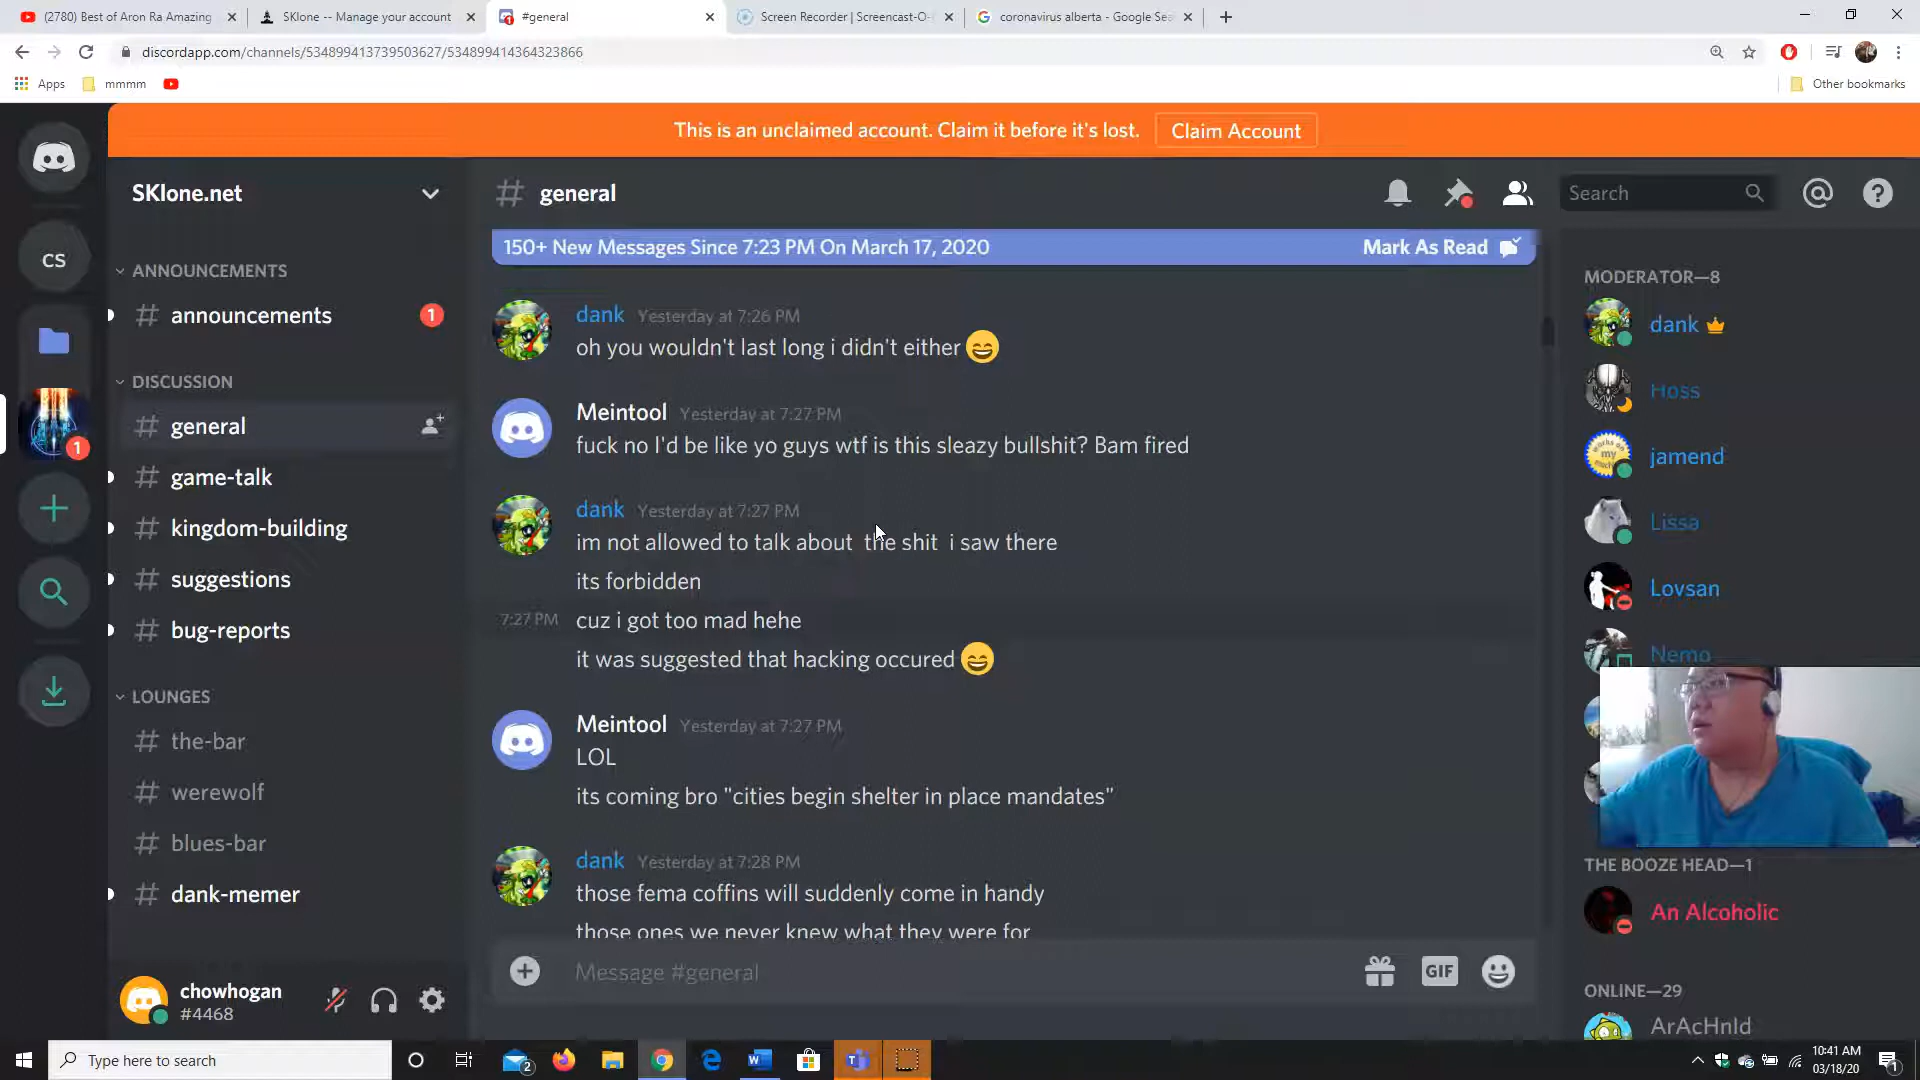 (2780) Best of Aron Ra Amazing
SKlone -- Manage your account
#general
Screen Recorder | Screencast-O-
coronavirus alberta - Google Sea
discordapp.com/channels/534899413739503627/534899414364323866
Apps
mmmm
Other bookmarks
This is an unclaimed account. Claim it before it's lost.
Claim Account
SKlone.net
general
Search
150+ New Messages Since 7:23 PM On March 17, 2020
Mark As Read
CS
ANNOUNCEMENTS
announcements
1
DISCUSSION
general
1
game-talk
kingdom-building
suggestions
bug-reports
LOUNGES
the-bar
werewolf
blues-bar
dank-memer
chowhogan
#4468
dank Yesterday at 7:26 PM
oh you wouldn't last long i didn't either
Meintool Yesterday at 7:27 PM
fuck no I'd be like yo guys wtf is this sleazy bullshit? Bam fired
dank Yesterday at 7:27 PM
im not allowed to talk about the shit i saw there
its forbidden
7:27 PM cuz i got too mad hehe
it was suggested that hacking occured
Meintool Yesterday at 7:27 PM
LOL
its coming bro "cities begin shelter in place mandates"
dank Yesterday at 7:28 PM
those fema coffins will suddenly come in handy
those ones we never knew what they were for
Message #general
GIF
MODERATOR—8
dank
Hoss
jamend
Lissa
Lovsan
Nemo
THE BOOZE HEAD—1
An Alcoholic
ONLINE—29
ArAcHnId
Type here to search
2
10:41 AM
03/18/20
1